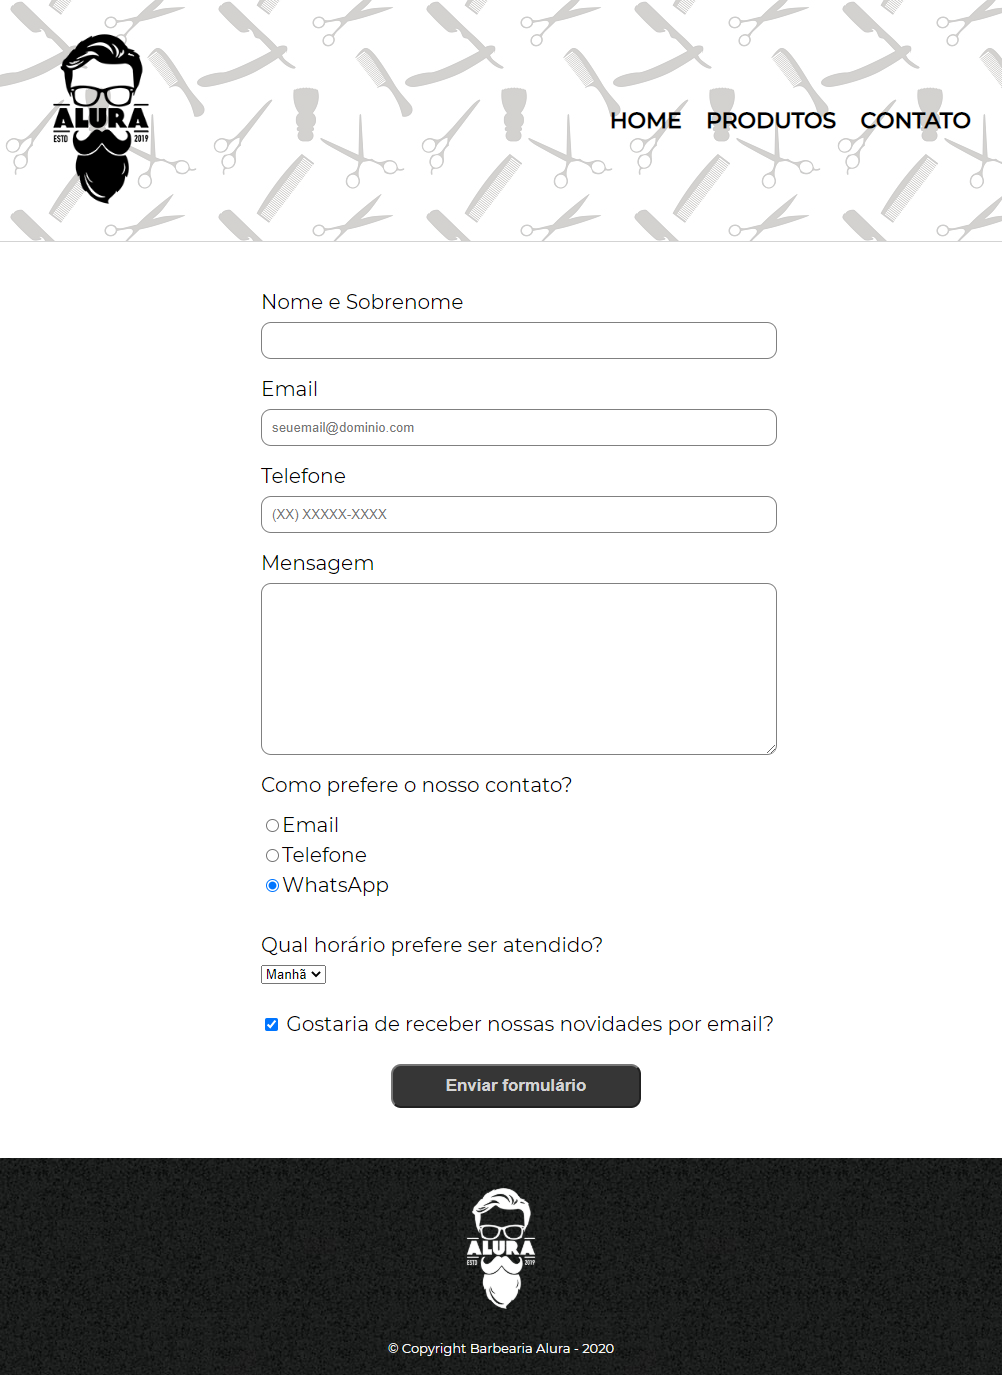 ALURA
ESTD 2019
HOME PRODUTOS CONTATO
Nome e Sobrenome
Email
seuemail@dominio.com
Telefone
(XX) XXXXX-XXXX
Mensagem
Como prefere o nosso contato?
Email
Telefone
WhatsApp
Qual horário prefere ser atendido?
Manhã
Gostaria de receber nossas novidades por email?
Enviar formulário
ALURA
ESTD 2019
© Copyright Barbearia Alura - 2020